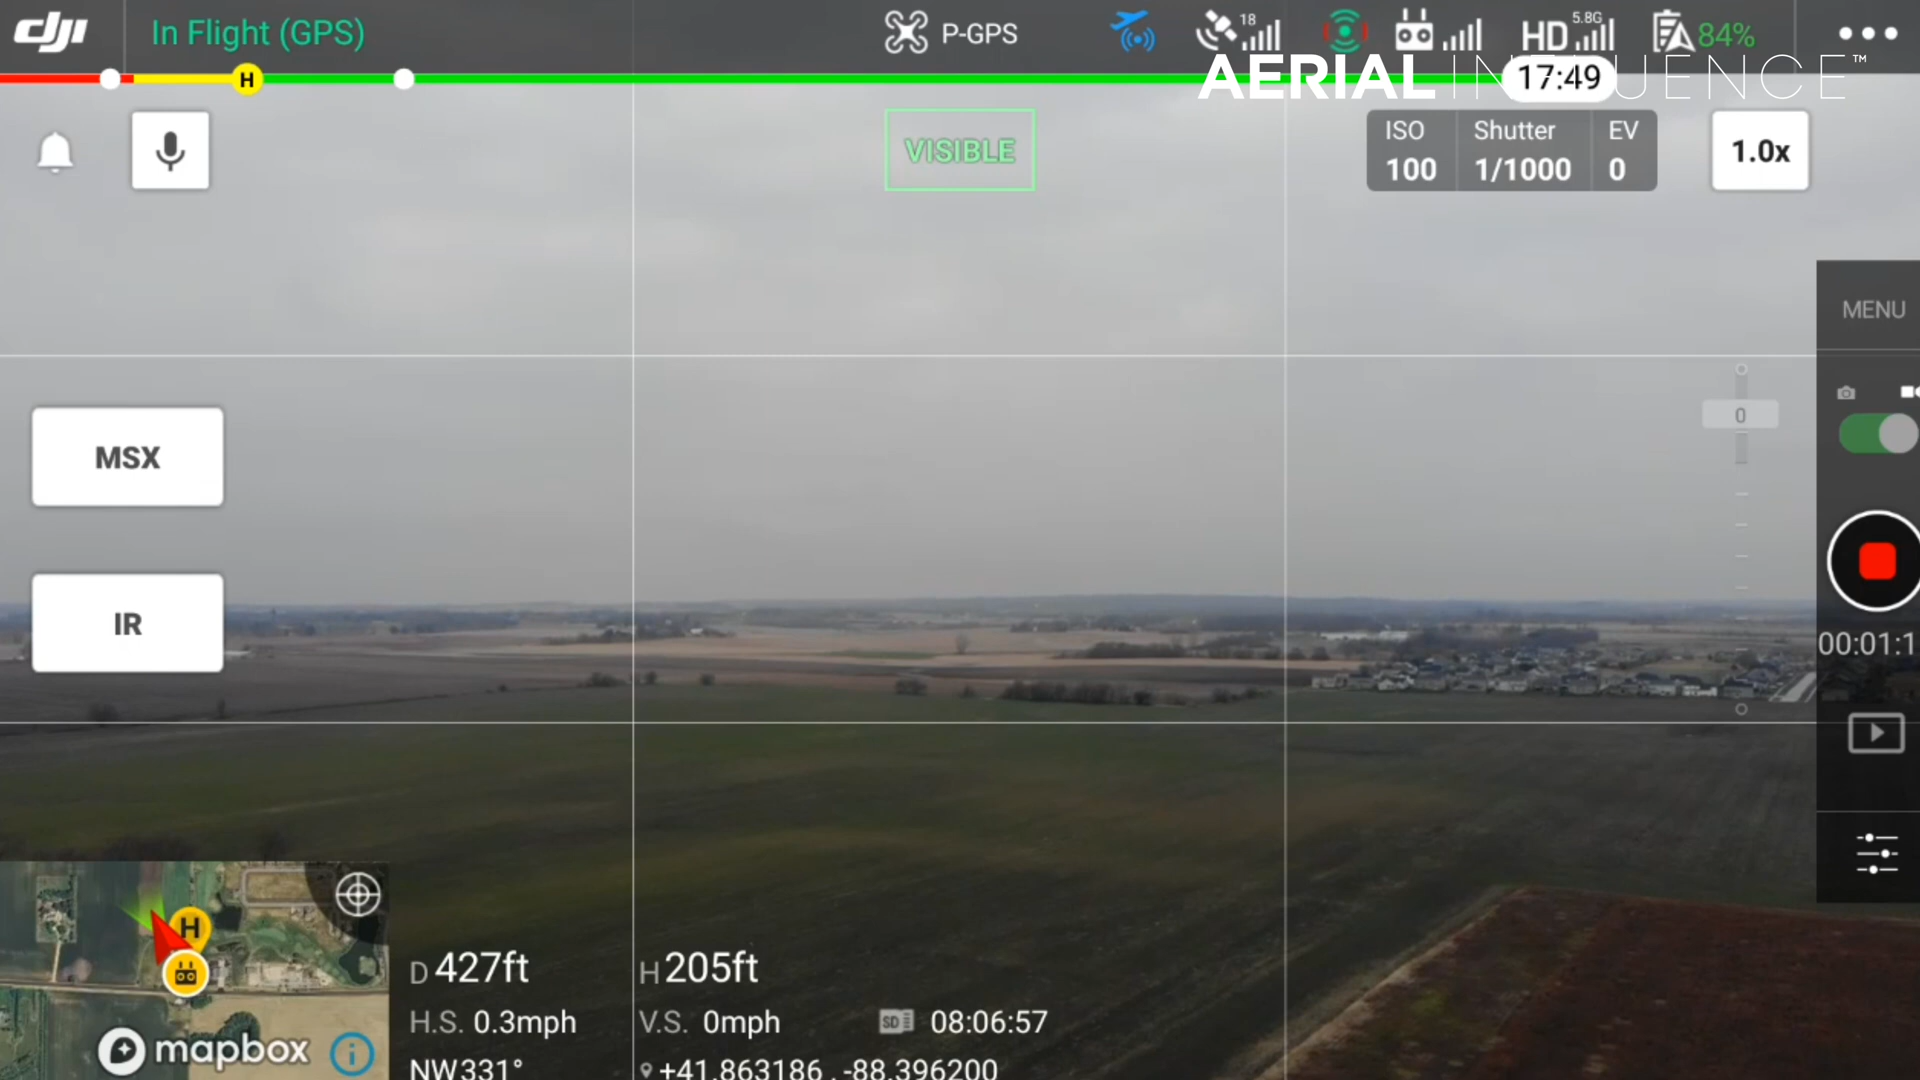 dji
In Flight (GPS)
P-GPS
18
HD
5.8G
84%
AERIAL IN UENCE™
H
17:49
VISIBLE
ISO
100
Shutter
1/1000
EV
0
1.0x
MENU
0
MSX
IR
00:01:1
H
D 427ft
H 205ft
H.S. 0.3mph
V.S. 0mph
SD
08:06:57
mapbox
i
NW331°
+41.863186 , -88.396200